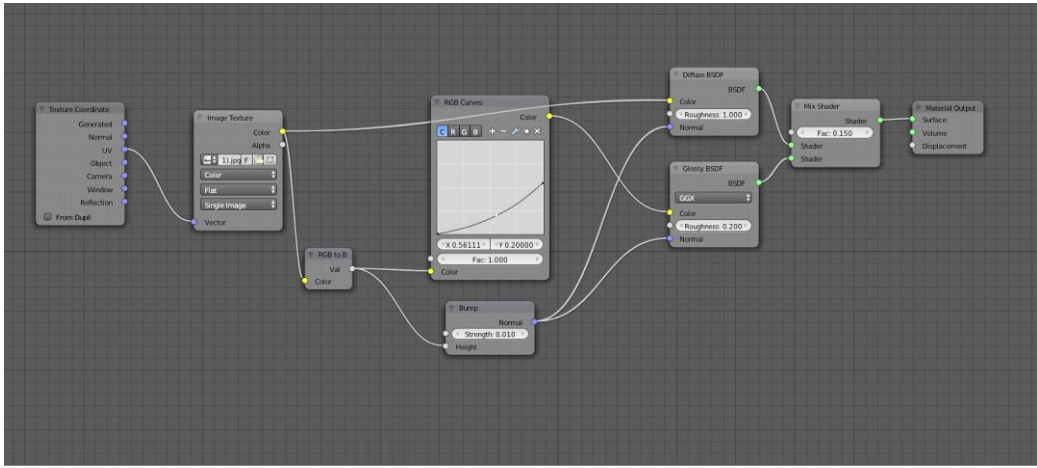 Texture Coordinate
Generated
Normal
UV
Object
Camera
Window
Reflection
From Dupli
Image Texture
Color
Alpha
1).jpg F
Color
Flat
Single Image
Vector
RGB to B
Val
Color
RGB Curves
Color
C R G B
X 0.56111 Y 0.20000
Fac: 1.000
Color
Bump
Normal
Strength: 0.010
Height
Diffuse BSDF
BSDF
Color
Roughness: 1.000
Normal
Glossy BSDF
BSDF
GGX
Color
Roughness: 0.200
Normal
Mix Shader
Shader
Fac: 0.150
Shader
Shader
Material Output
Surface
Volume
Displacement